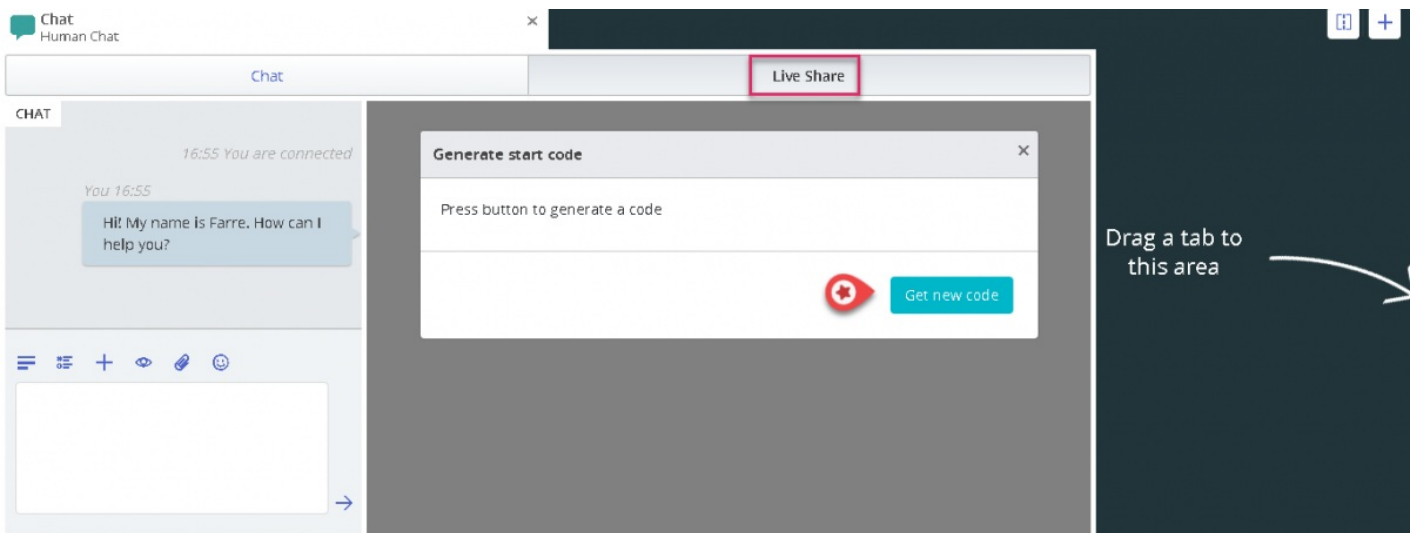 Chat
Human Chat
Chat
Live Share
CHAT
16:55 You are connected
You 16:55
Hi! My name is Farre. How can I
help you?
Generate start code
Press button to generate a code
Get new code
Drag a tab to
this area